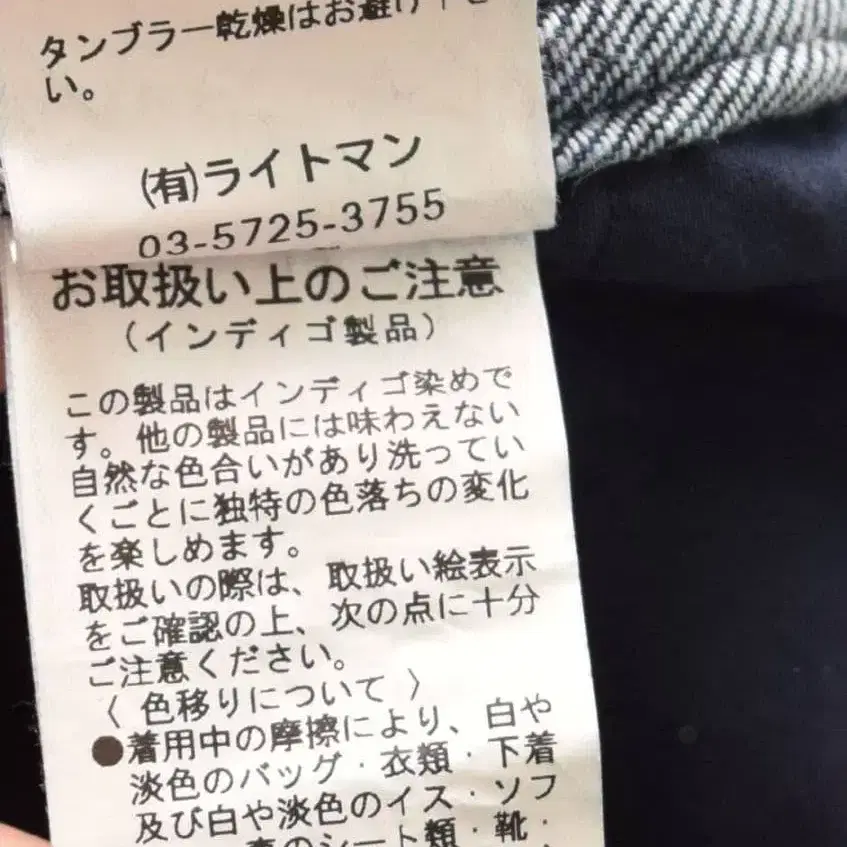 タンブラー乾燥はお避け下さ
い。
(有)ライトマン
03-5725-3755
お取扱い上のご注意
(インディゴ製品)
この製品はインディゴ染めで
す。他の製品には味わえない
自然な色合いがあり洗ってい
くごとに独特の色落ちの変化
を楽しめます。
取扱いの際は、取扱い絵表示
をご確認の上、次の点に十分
ご注意ください。
〈 色移りについて 〉
●着用中の摩擦により、白や
淡色のバッグ・衣類・下着
及び白や淡色のイス・ソフ
のシート類・靴・